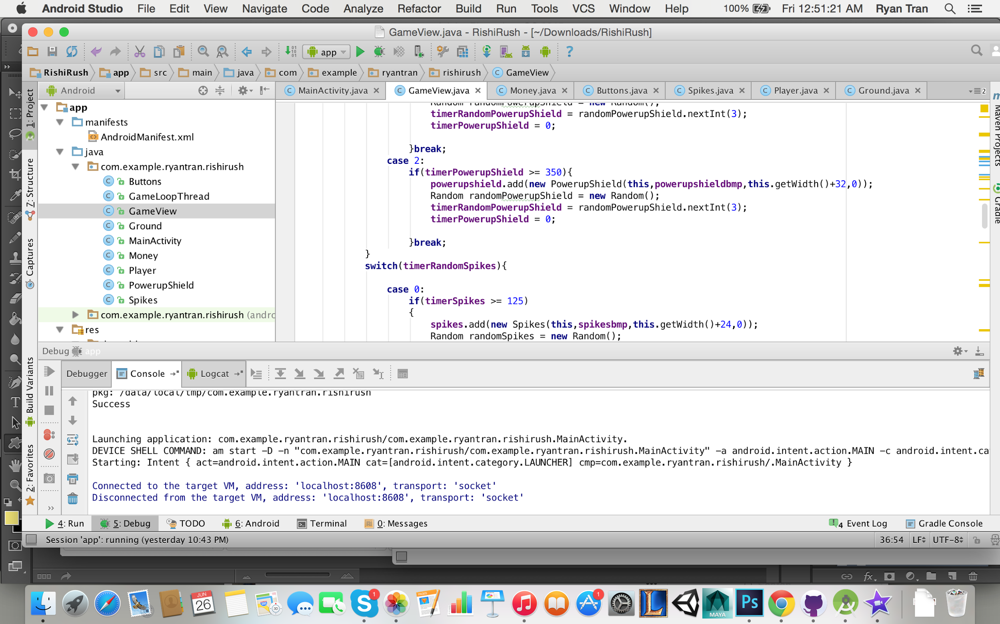 Android Studio File Edit View Navigate Code Analyze Refactor Build Run Tools VCS Window Help 100% Fri 12:51:21 AM Ryan Tran
GameView.java - RishiRush - [~/Downloads/RishiRush]
app
RishiRush app src main java com example ryantran rishirush GameView
Android
MainActivity.java GameView.java Money.java Buttons.java Spikes.java Player.java Ground.java 2
1: Project
7: Structure
Captures
Build Variants
2: Favorites
app
manifests
AndroidManifest.xml
java
com.example.ryantran.rishirush
Buttons
GameLoopThread
GameView
Ground
MainActivity
Money
Player
PowerupShield
Spikes
com.example.ryantran.rishirush (andro
res
Random randomPowerupShield = new Random();
timerRandomPowerupShield = randomPowerupShield.nextInt(3);
timerPowerupShield = 0;
}break;
case 2:
if(timerPowerupShield >= 350){
powerupshield.add(new PowerupShield(this,powerupshieldbmp,this.getWidth()+32,0));
Random randomPowerupShield = new Random();
timerRandomPowerupShield = randomPowerupShield.nextInt(3);
timerPowerupShield = 0;
}break;
}
switch(timerRandomSpikes){
case 0:
if(timerSpikes >= 125)
{
spikes.add(new Spikes(this,spikesbmp,this.getWidth()+24,0));
Random randomSpikes = new Random();
Maven Projects
Gradle
Debug app
Debugger Console Logcat
pkg: /data/local/tmp/com.example.ryantran.rishirush
Success
Launching application: com.example.ryantran.rishirush/com.example.ryantran.rishirush.MainActivity.
DEVICE SHELL COMMAND: am start -D -n "com.example.ryantran.rishirush/com.example.ryantran.rishirush.MainActivity" -a android.intent.action.MAIN -c android.intent.ca
Starting: Intent { act=android.intent.action.MAIN cat=[android.intent.category.LAUNCHER] cmp=com.example.ryantran.rishirush/.MainActivity }
Connected to the target VM, address: 'localhost:8608', transport: 'socket'
Disconnected from the target VM, address: 'localhost:8608', transport: 'socket'
4: Run 5: Debug TODO 6: Android Terminal 0: Messages 4 Event Log Gradle Console
Session 'app': running (yesterday 10:43 PM) 36:54 LF UTF-8
fx
JUN
26
280
3D
1
PAGES
1
MAYA
Ps